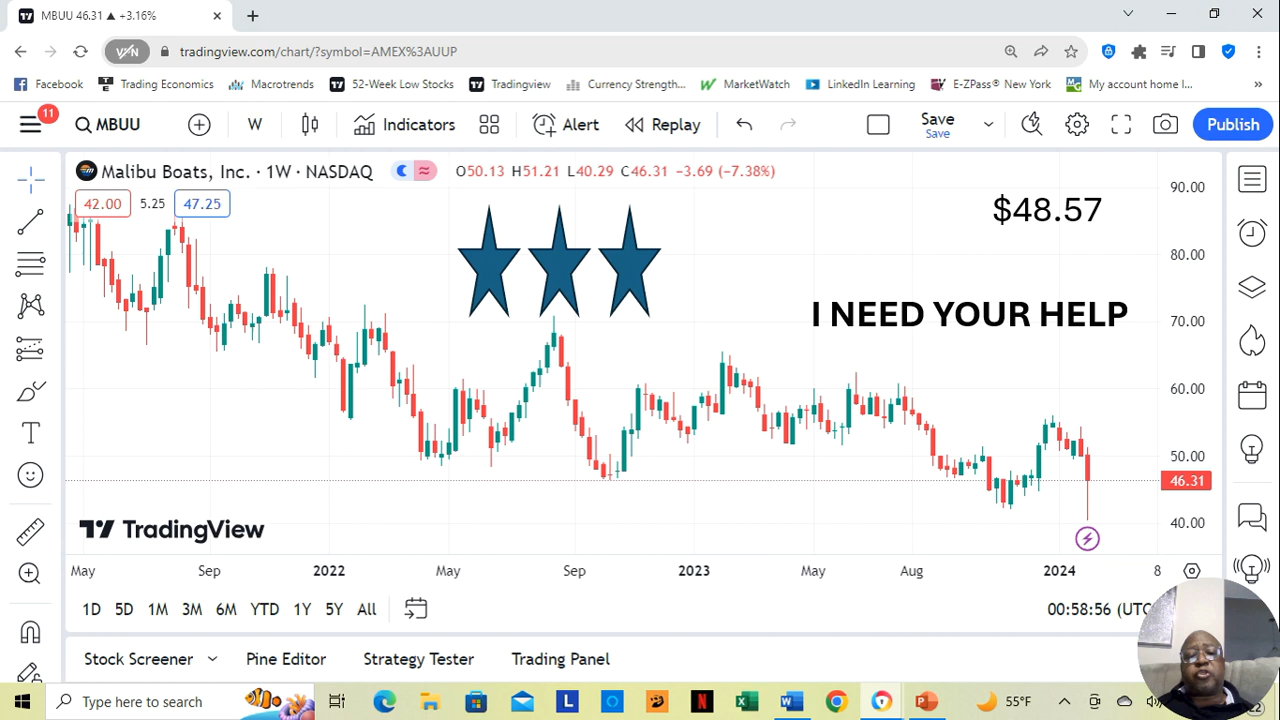 MBUU 46.31 ▲ +3.16%
tradingview.com/chart/?symbol=AMEX%3AUUP
Facebook
Trading Economics
Macrotrends
52-Week Low Stocks
Tradingview
Currency Strength...
MarketWatch
LinkedIn Learning
E-ZPass® New York
My account home l...
11
MBUU
W
Indicators
Alert
Replay
Save
Save
Publish
Malibu Boats, Inc. · 1W · NASDAQ
O50.13 H51.21 L40.29 C46.31 −3.69 (−7.38%)
42.00 5.25 47.25
$48.57
I NEED YOUR HELP
90.00
80.00
70.00
60.00
50.00
46.31
40.00
TradingView
May Sep 2022 May Sep 2023 May Aug 2024 8
1D 5D 1M 3M 6M YTD 1Y 5Y All
00:58:56 (UTC
Stock Screener
Pine Editor
Strategy Tester
Trading Panel
Type here to search
55°F